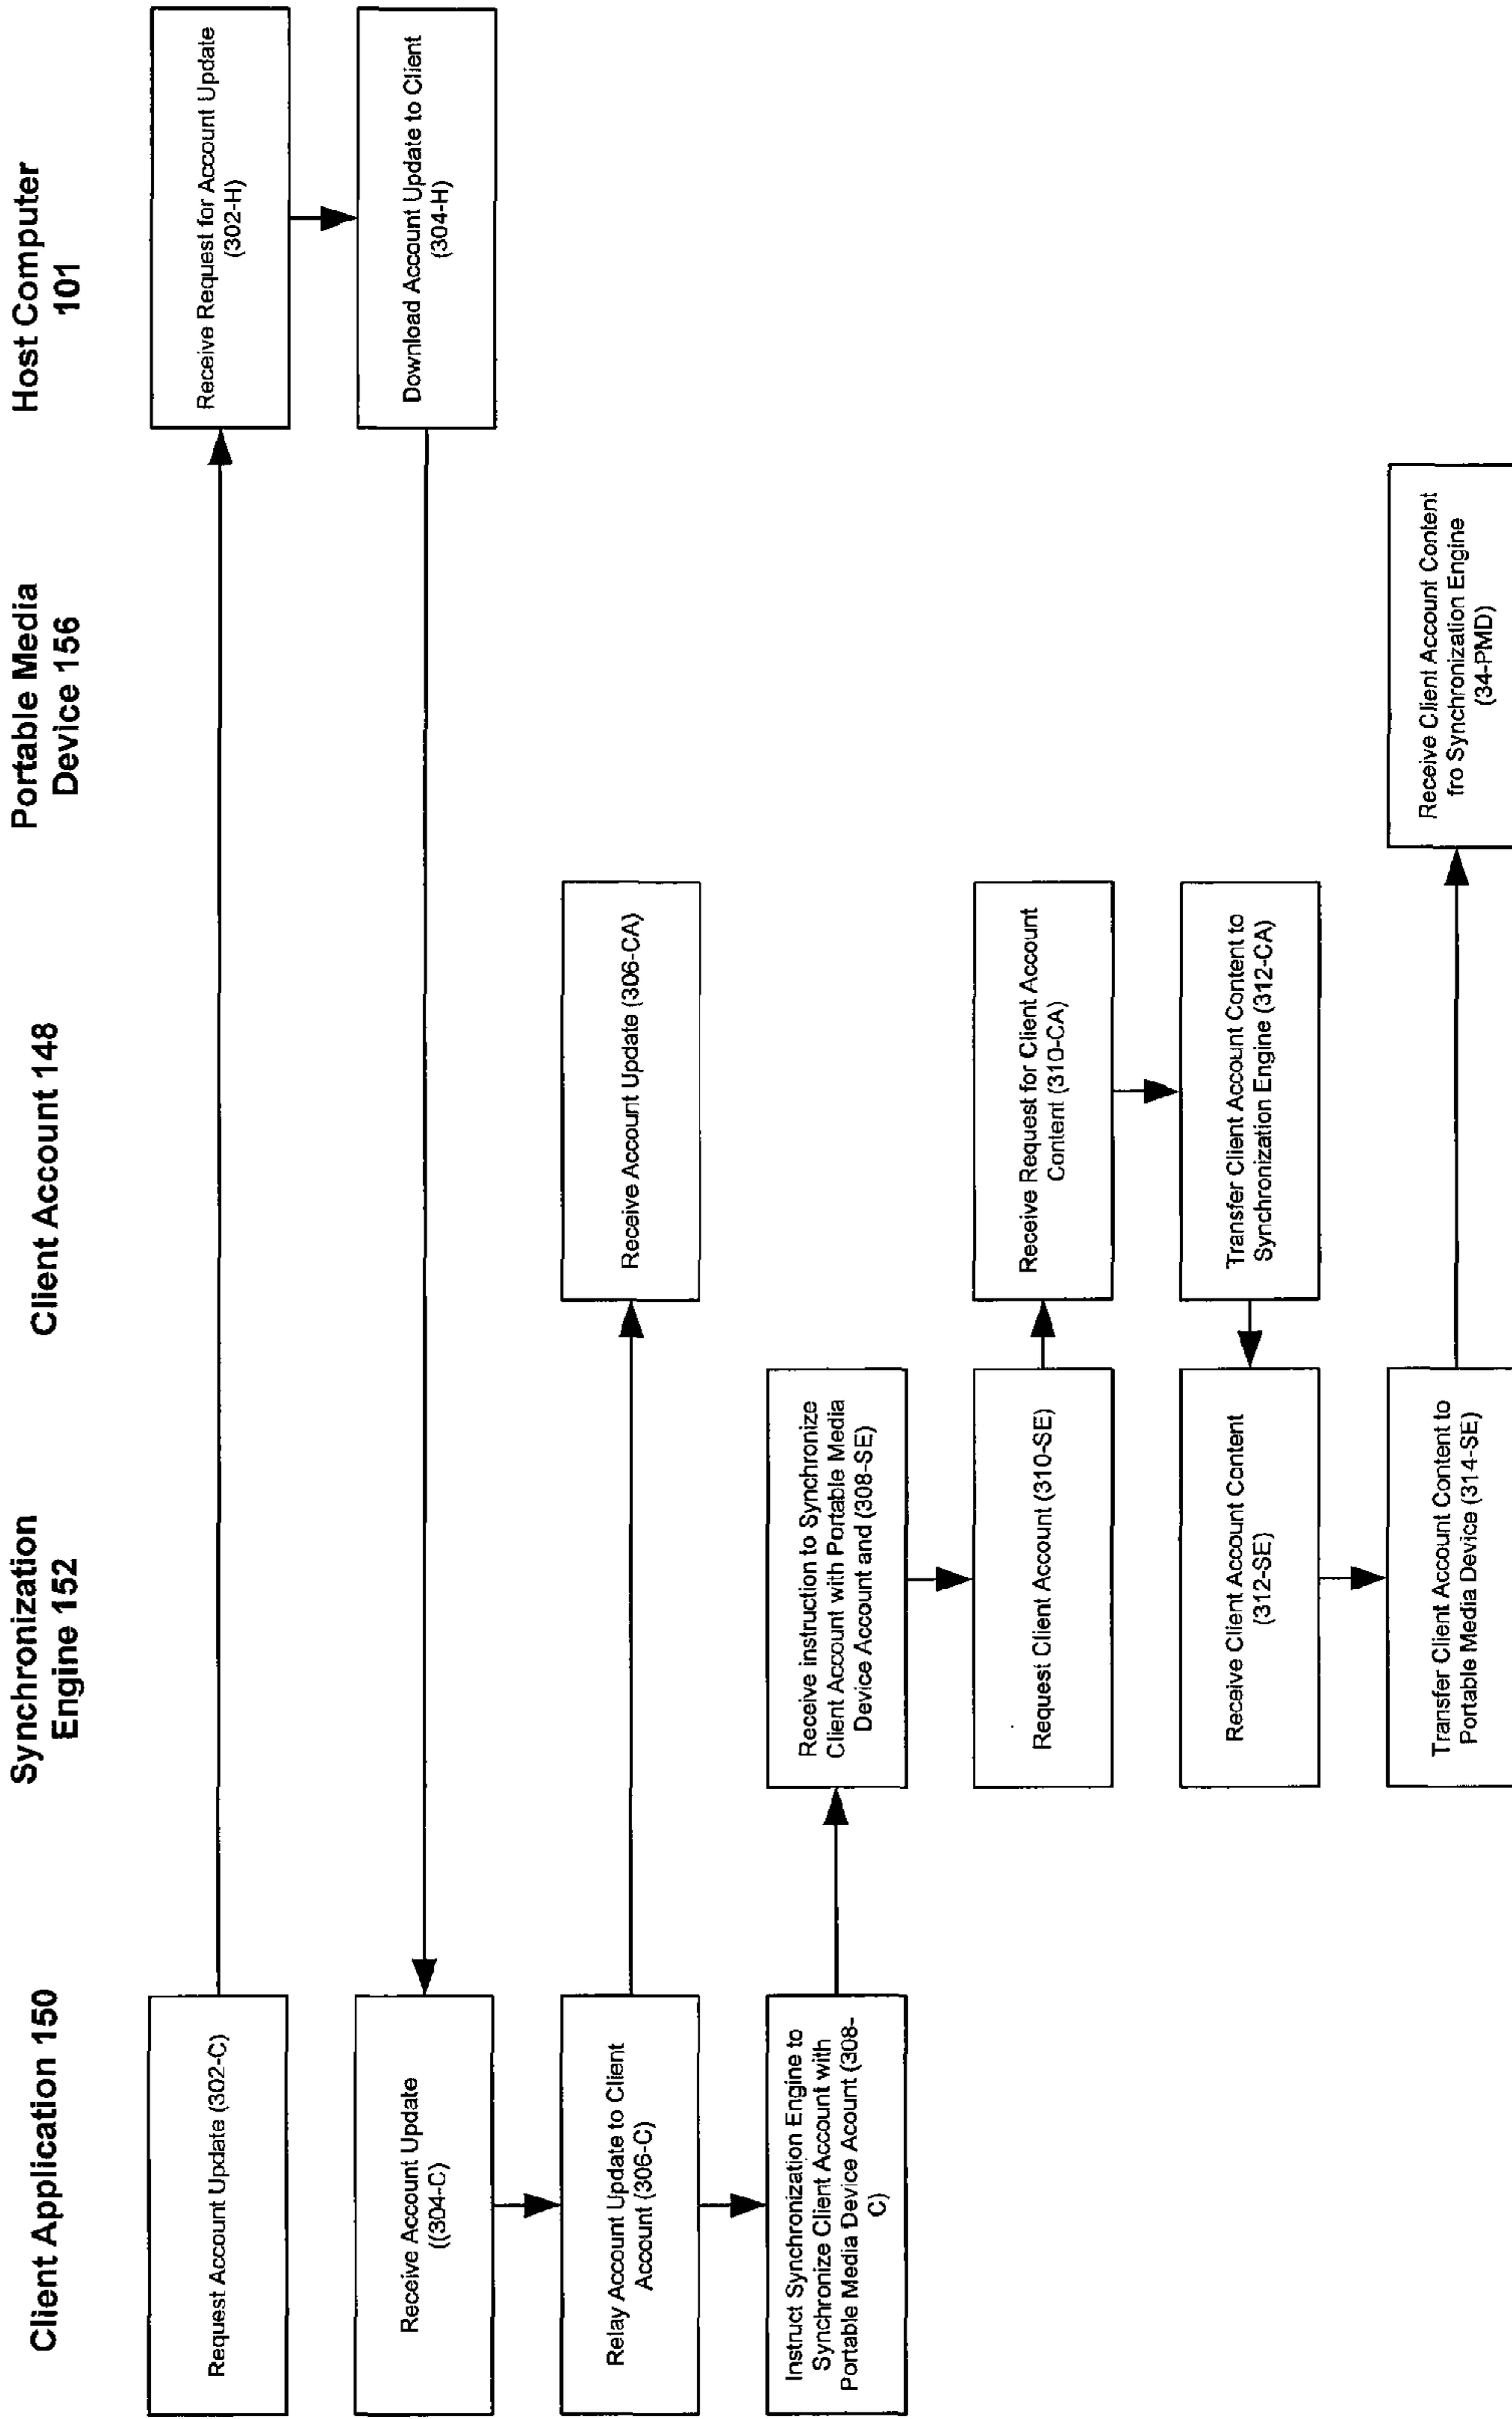 Client Application 150
Synchronization
Engine 152
Client Account 148
Portable Media
Device 156
Host Computer
101
Request Account Update (302-C)
Receive Request for Account Update
(302-H)
Receive Account Update
((304-C)
Download Account Update to Client
(304-H)
Relay Account Update to Client
Account (306-C)
Receive Account Update (306-CA)
Instruct Synchronization Engine to
Synchronize Client Account with
Portable Media Device Acount (308-
C)
Receive instruction to Synchronize
Client Account with Portable Media
Device Account and (308-SE)
Request Client Account (310-SE)
Receive Request for Client Account
Content (310-CA)
Receive Client Account Content
(312-SE)
Transfer Client Account Content to
Synchronization Engine (312-CA)
Transfer Client Account Content to
Portable Media Device (314-SE)
Receive Client Account Content
fro Synchronization Engine
(34-PMD)